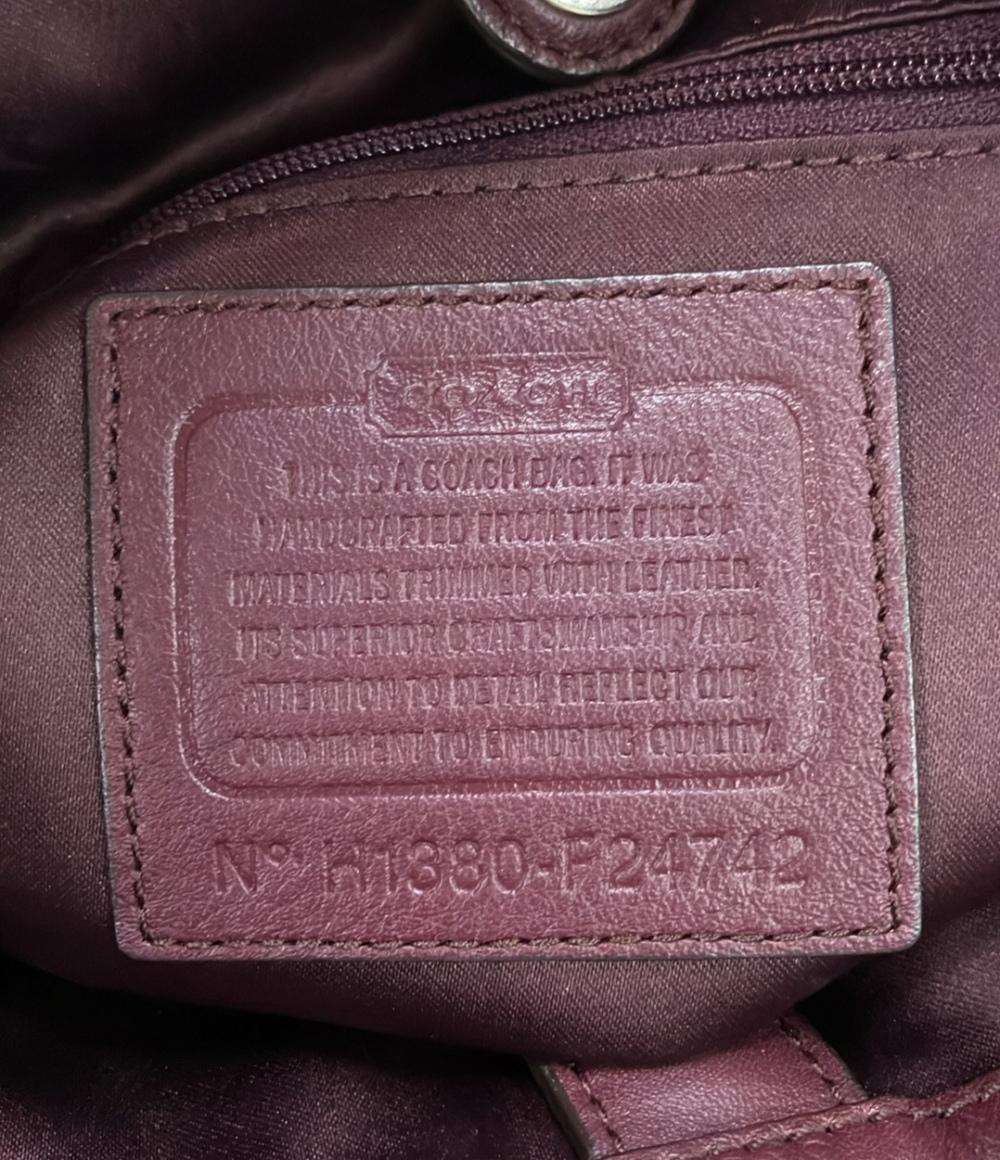 COACH
THIS IS A COACH BAG. IT WAS
HANDCRAFTED FROM THE FINEST
MATERIALS TRIMMED WITH LEATHER.
ITS SUPERIOR CRAFTSMANSHIP AND
ATTENTION TO DETAIL REFLECT OUR
COMMITMENT TO ENDURING QUALITY.
Nº H1380-F24742